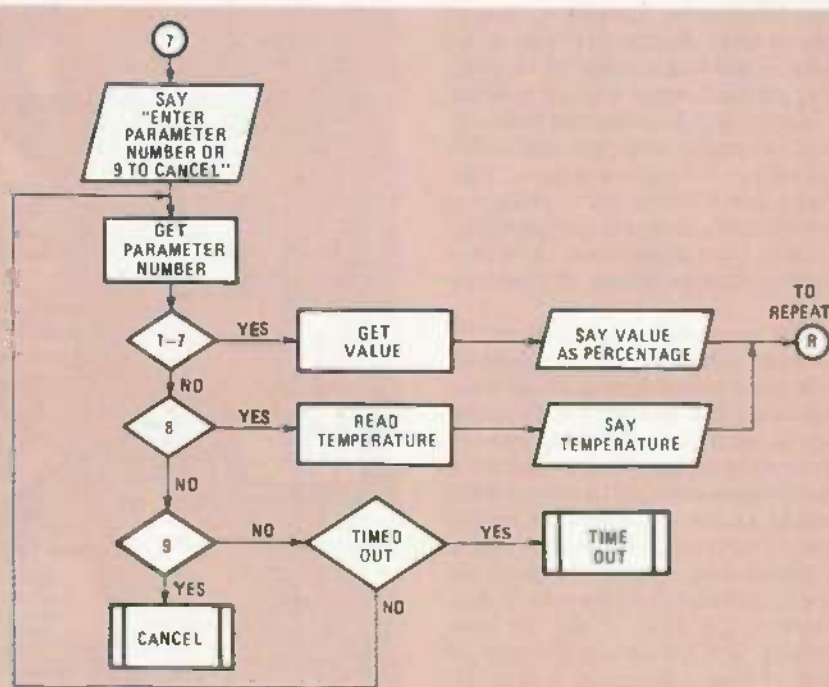 7
SAY
"ENTER
PARAMETER
NUMBER OR
9 TO CANCEL"
GET
PARAMETER
NUMBER
1-7
YES
GET
VALUE
SAY VALUE
AS PERCENTAGE
TO
REPEAT
R
NO
8
YES
READ
TEMPERATURE
SAY
TEMPERATURE
NO
9
NO
TIMED
OUT
YES
TIME
OUT
YES
CANCEL
NO